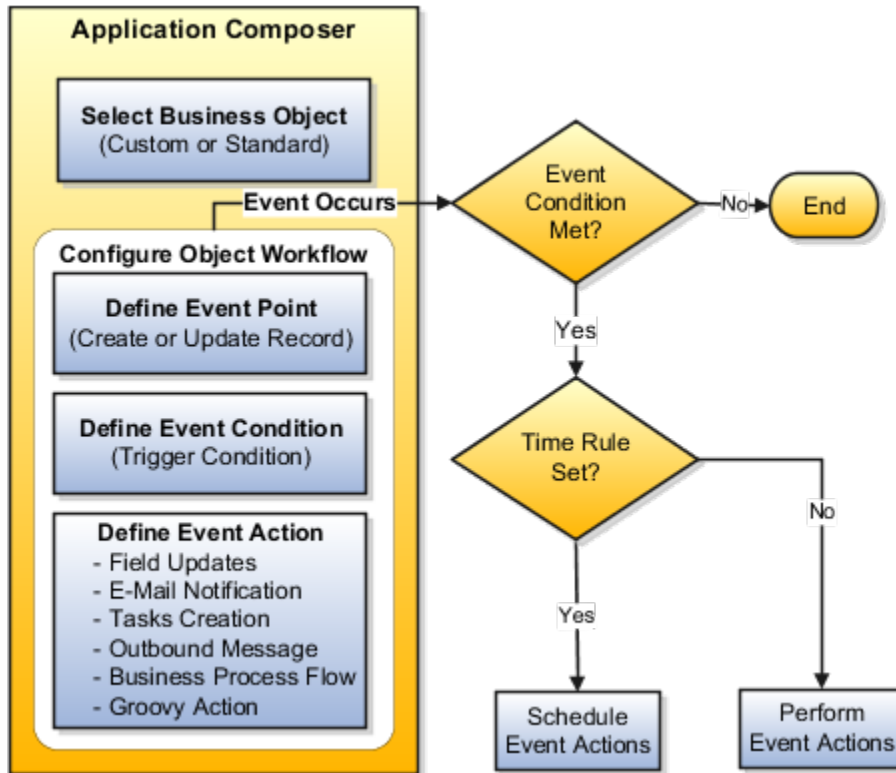 Application Composer
Select Business Object
(Custom or Standard)
Event Occurs
Configure Object Workflow
Define Event Point
(Create or Update Record)
Define Event Condition
(Trigger Condition)
Define Event Action
- Field Updates
- E-Mail Notification
- Tasks Creation
- Outbound Message
- Business Process Flow
- Groovy Action
Event
Condition
Met?
No
End
Yes
Time Rule
Set?
No
Yes
Schedule
Event Actions
Perform
Event Actions